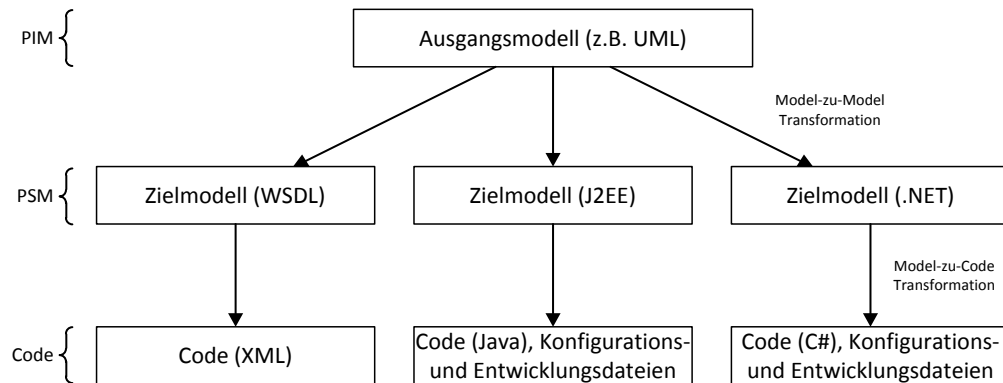 PIM
Ausgangsmodell (z.B. UML)
Model-zu-Model
Transformation
PSM
Zielmodell (WSDL)
Zielmodell (J2EE)
Zielmodell (.NET)
Model-zu-Code
Transformation
Code
Code (XML)
Code (Java), Konfigurations-
und Entwicklungsdateien
Code (C#), Konfigurations-
und Entwicklungsdateien